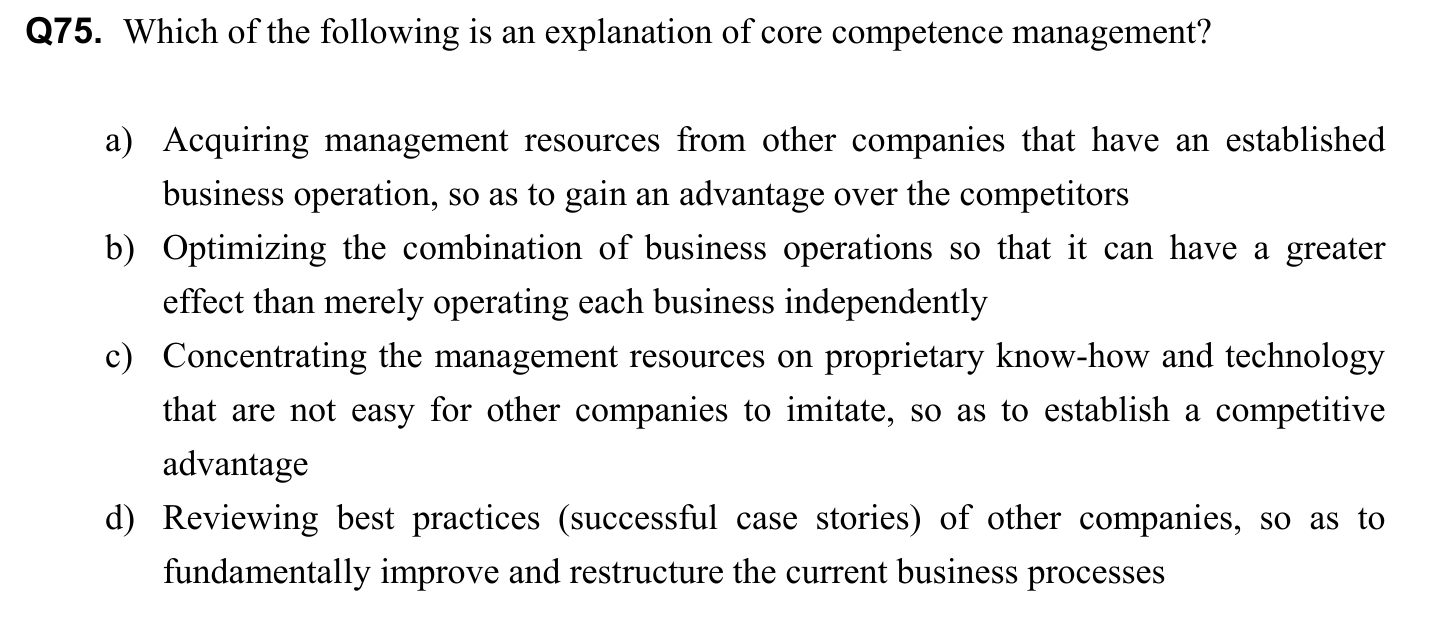 Q75. Which of the following is an explanation of core competence management?
a) Acquiring management resources from other companies that have an established
business operation, so as to gain an advantage over the competitors
b) Optimizing the combination of business operations so that it can have a greater
effect than merely operating each business independently
c) Concentrating the management resources on proprietary know-how and technology
that are not easy for other companies to imitate, so as to establish a competitive
advantage
d) Reviewing best practices (successful case stories) of other companies, so as to
fundamentally improve and restructure the current business processes